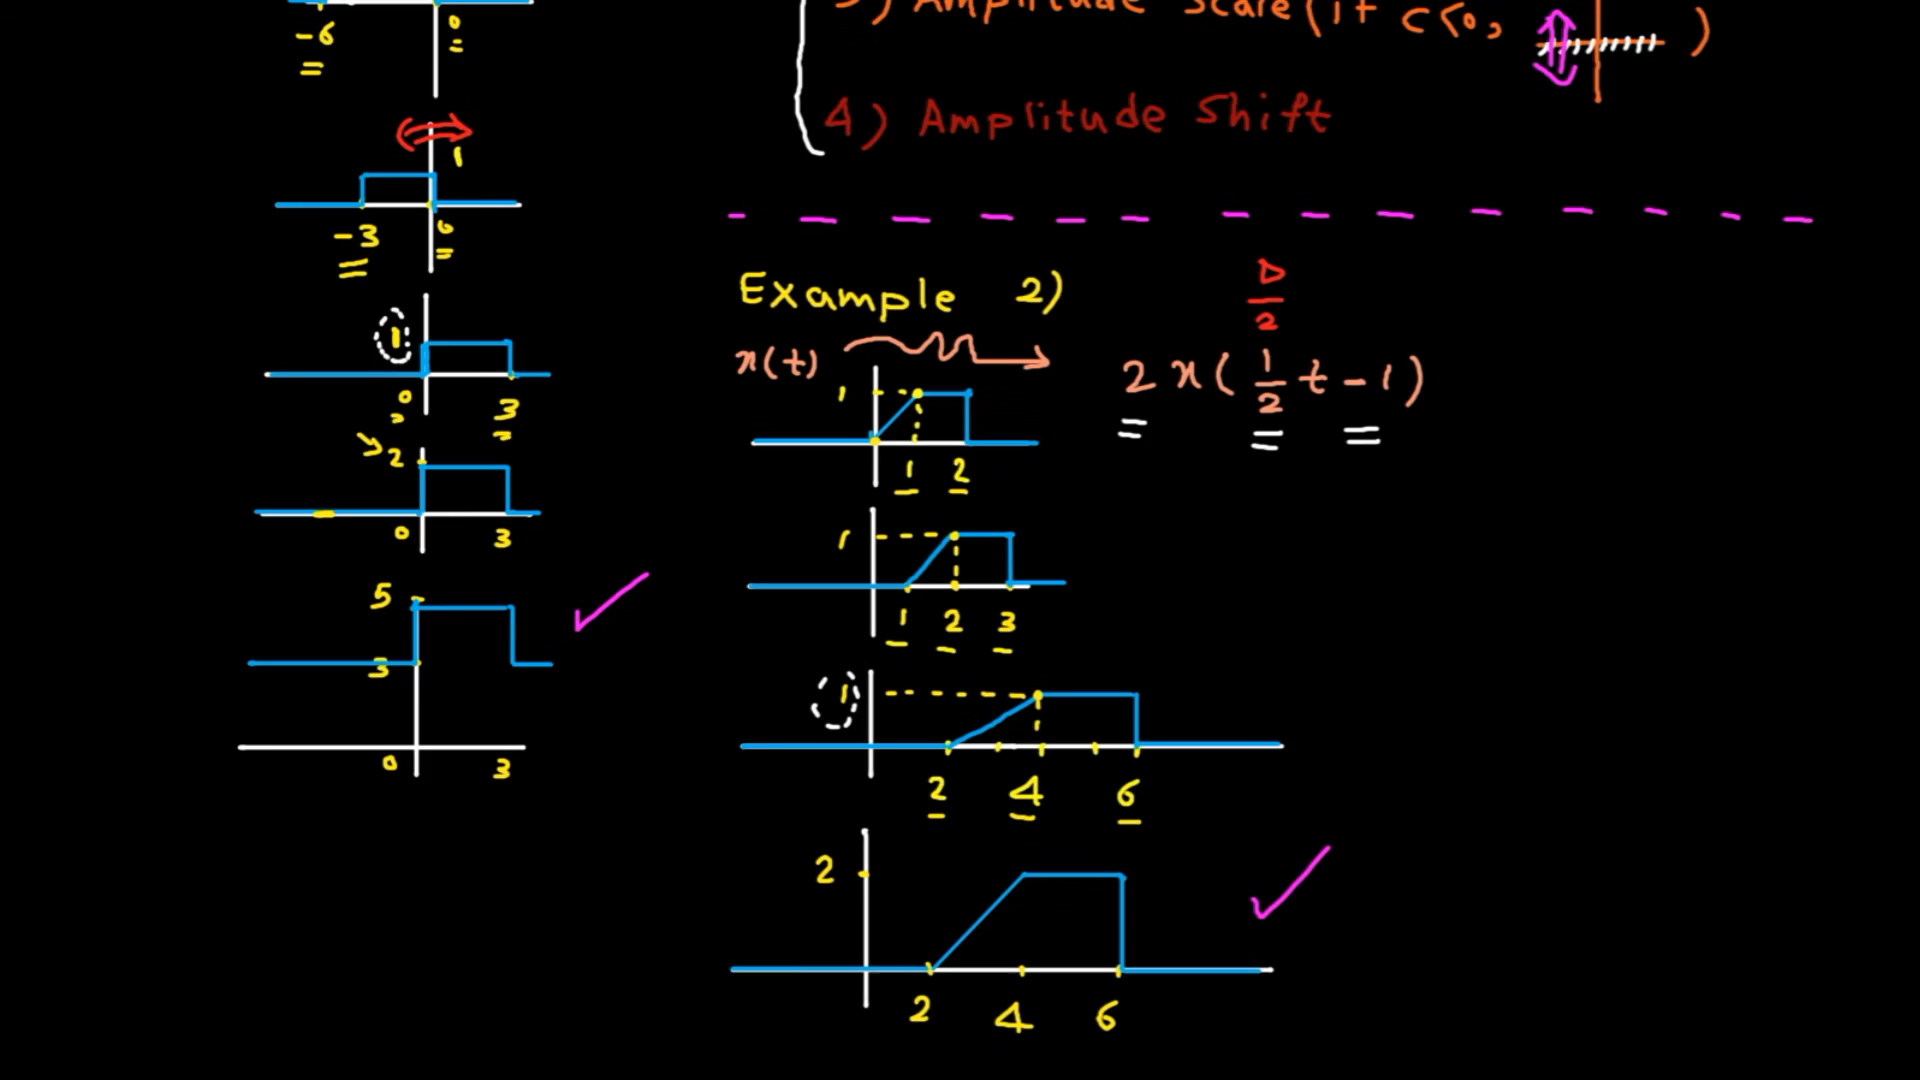 -6 0
3) Amplitude scale (if c<0, )
4) Amplitude shift
1
-3 0
1
0 3
2
0 3
5
3
0 3
Example 2)
x(t)
2x(1/2 t - 1)
1
1 2
1
1 2 3
1
2 4 6
2
2 4 6